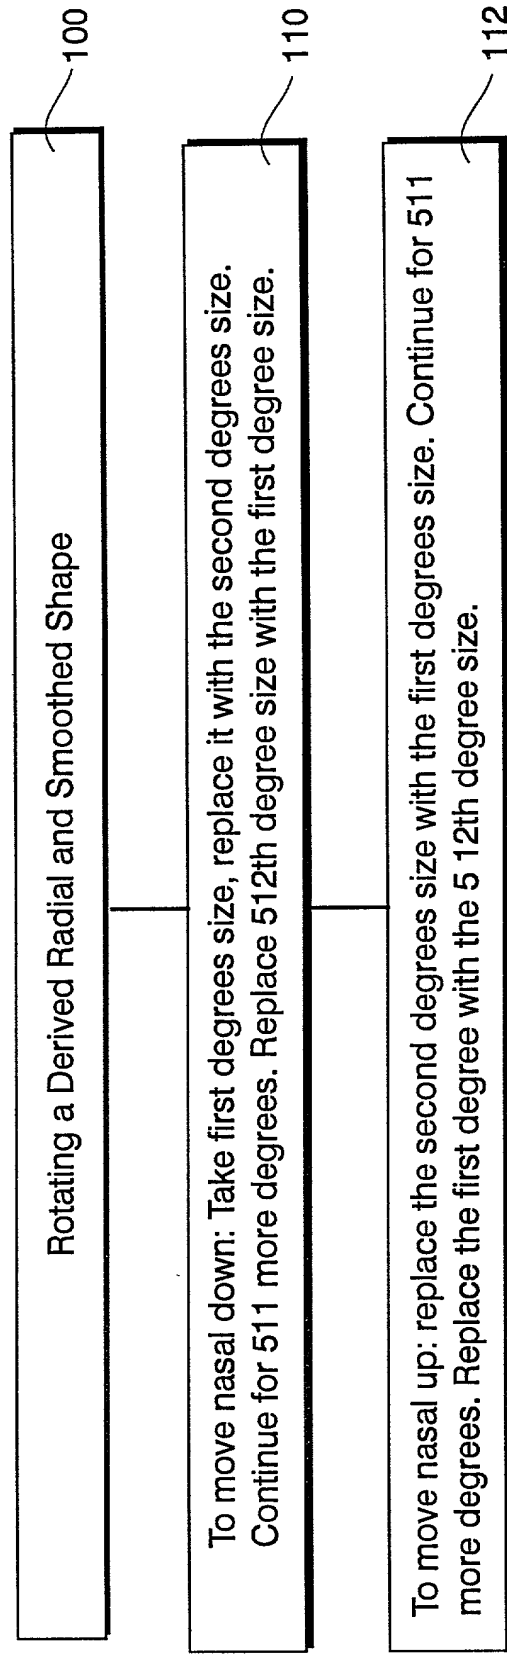 Rotating a Derived Radial and Smoothed Shape
100
To move nasal down: Take first degrees size, replace it with the second degrees size.
Continue for 511 more degrees. Replace 512th degree size with the first degree size.
110
To move nasal up: replace the second degrees size with the first degrees size. Continue for 511
more degrees. Replace the first degree with the 5 12th degree size.
112